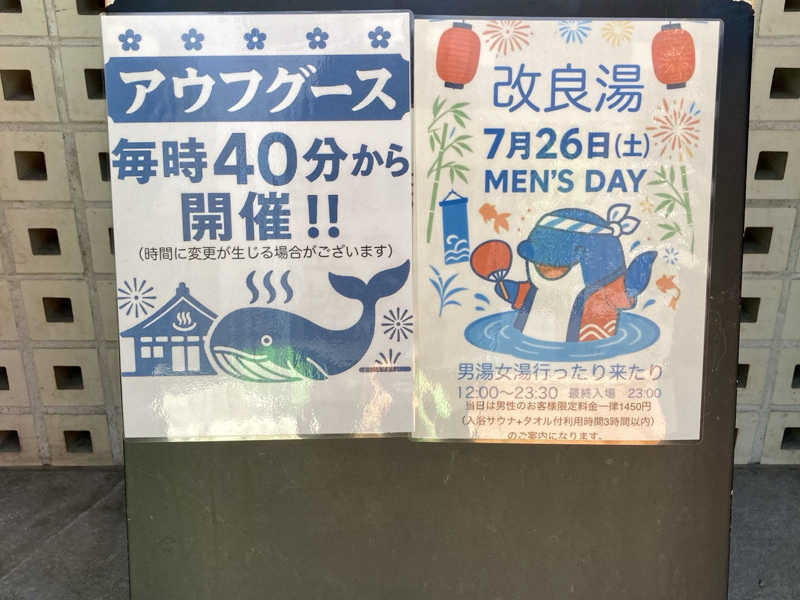 アウフグース
毎時40分から
開催!!
(時間に変更が生じる場合がございます)
改良湯
7月26日(土)
MEN'S DAY
男湯女湯行ったり来たり
12:00～23:30 最終入場 23:00
当日は男性のお客様限定料金一律1450円
(入浴サウナ+タオル付利用時間3時間以内)
のご案内になります。